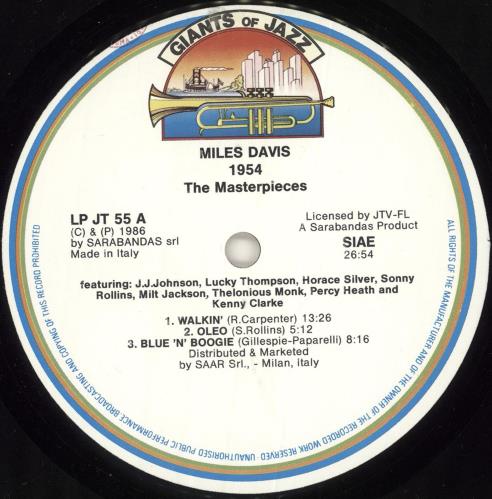 GIANTS OF JAZZ
MILES DAVIS
1954
The Masterpieces
LP JT 55 A
(C) & (P) 1986
by SARABANDAS srl
Made in Italy
Licensed by JTV-FL
A Sarabandas Product
SIAE
26:54
featuring: J.J.Johnson, Lucky Thompson, Horace Silver, Sonny
Rollins, Milt Jackson, Thelonious Monk, Percy Heath and
Kenny Clarke
1. WALKIN' (R.Carpenter) 13:26
2. OLEO (S.Rollins) 5:12
3. BLUE 'N' BOOGIE (Gillespie-Paparelli) 8:16
Distributed & Marketed
by SAAR Srl., - Milan, italy
ALL RIGHTS OF THE MANUFACTURER AND OF THE OWNER OF THE RECORDED WORK RESERVED - UNAUTHORISED PUBLIC PERFORMANCE BROADCASTING AND COPYING OF THIS RECORD PROHIBITED